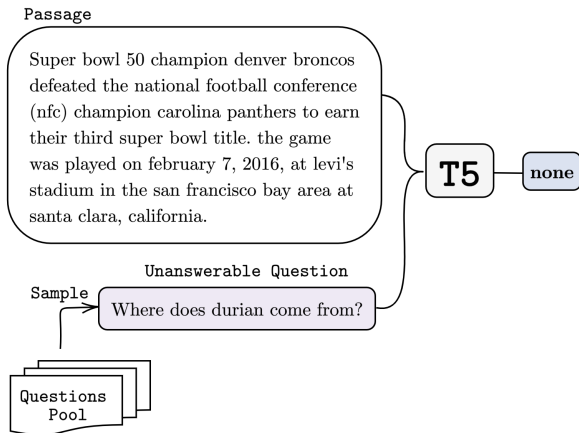 Passage
Super bowl 50 champion denver broncos
defeated the national football conference
(nfc) champion carolina panthers to earn
their third super bowl title. the game
was played on february 7, 2016, at levi's
stadium in the san francisco bay area at
santa clara, california.
T5
none
Unanswerable Question
Sample
Where does durian come from?
Questions
Pool